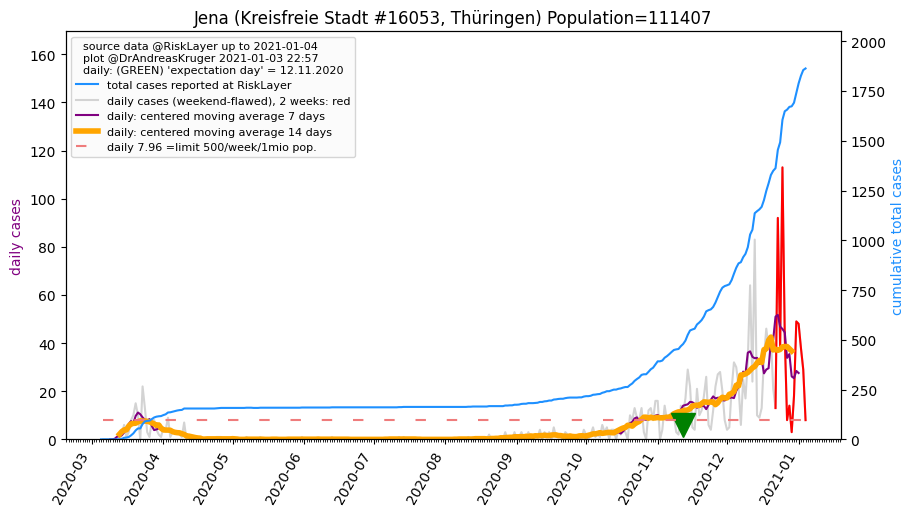 Jena (Kreisfreie Stadt #16053, Thüringen) Population=111407
source data @RiskLayer up to 2021-01-04
plot @DrAndreasKruger 2021-01-03 22:57
daily: (GREEN) 'expectation day' = 12.11.2020
total cases reported at RiskLayer
daily cases (weekend-flawed), 2 weeks: red
daily: centered moving average 7 days
daily: centered moving average 14 days
daily 7.96 =limit 500/week/1mio pop.
daily cases
160
140
120
100
80
60
40
20
0
cumulative total cases
2000
1750
1500
1250
1000
750
500
250
0
2020-03
2020-04
2020-05
2020-06
2020-07
2020-08
2020-09
2020-10
2020-11
2020-12
2021-01